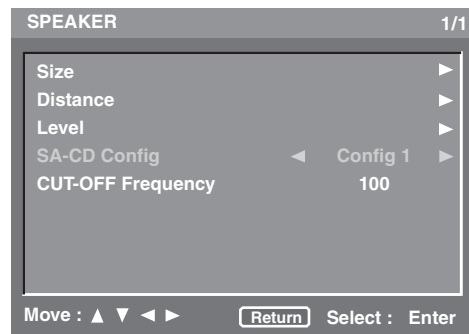 SPEAKER 1/1
Size ▶
Distance ▶
Level ▶
SA-CD Config ◀ Config 1 ▶
CUT-OFF Frequency 100
Move : ▲ ▼ ◀ ▶ Return Select : Enter